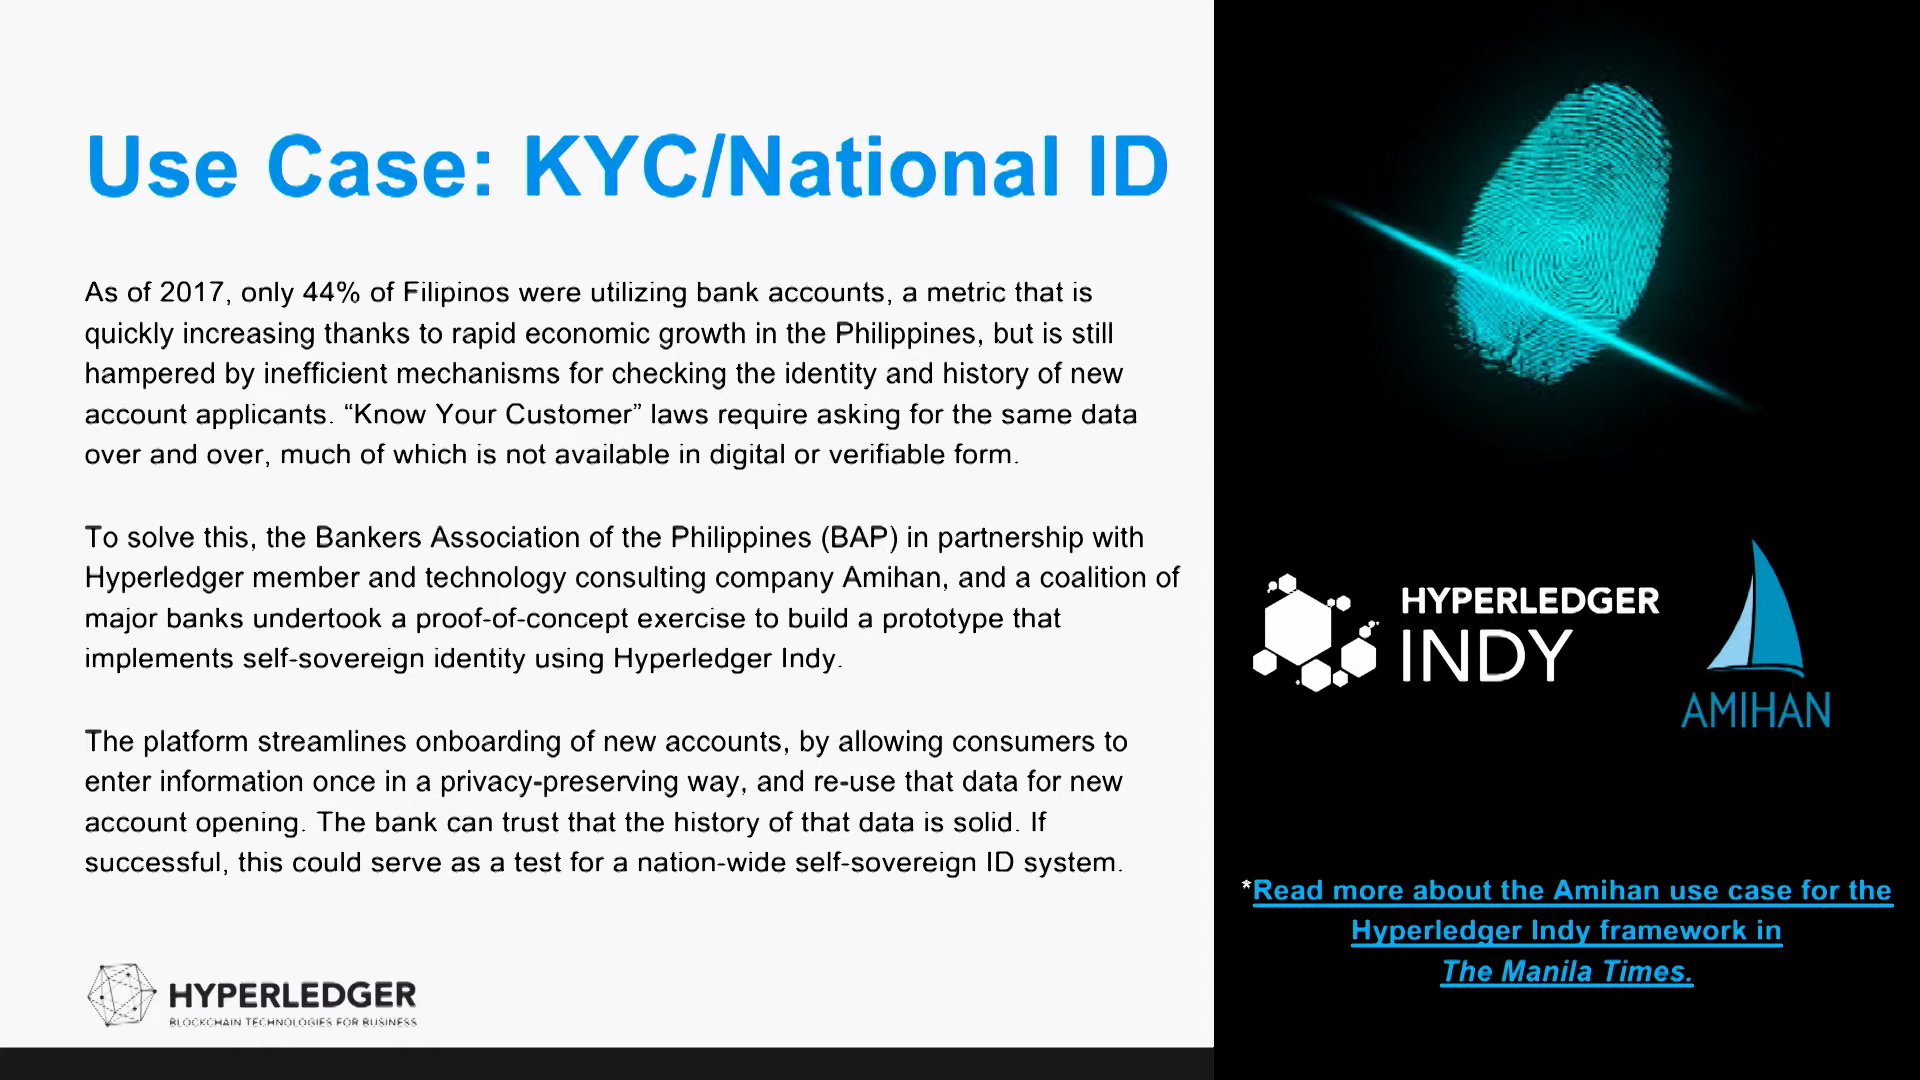 Use Case: KYC/National ID
As of 2017, only 44% of Filipinos were utilizing bank accounts, a metric that is
quickly increasing thanks to rapid economic growth in the Philippines, but is still
hampered by inefficient mechanisms for checking the identity and history of new
account applicants. “Know Your Customer” laws require asking for the same data
over and over, much of which is not available in digital or verifiable form.
To solve this, the Bankers Association of the Philippines (BAP) in partnership with
Hyperledger member and technology consulting company Amihan, and a coalition of
major banks undertook a proof-of-concept exercise to build a prototype that
implements self-sovereign identity using Hyperledger Indy.
The platform streamlines onboarding of new accounts, by allowing consumers to
enter information once in a privacy-preserving way, and re-use that data for new
account opening. The bank can trust that the history of that data is solid. If
successful, this could serve as a test for a nation-wide self-sovereign ID system.
HYPERLEDGER
BLOCKCHAIN TECHNOLOGIES FOR BUSINESS
HYPERLEDGER
INDY
AMIHAN
*Read more about the Amihan use case for the
Hyperledger Indy framework in
The Manila Times.